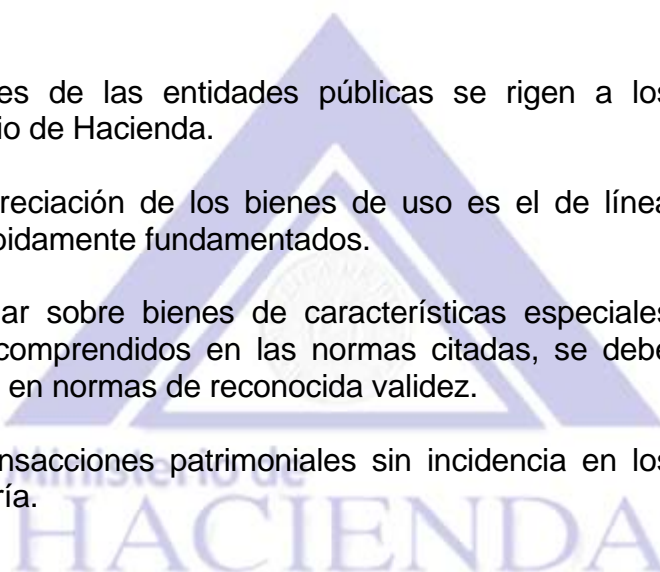 es de las entidades públicas se rigen a los
io de Hacienda.
reciación de los bienes de uso es el de línea
bidamente fundamentados.
ar sobre bienes de características especiales
comprendidos en las normas citadas, se debe
en normas de reconocida validez.
nsacciones patrimoniales sin incidencia en los
ría.
Ministerio de
HACIENDA